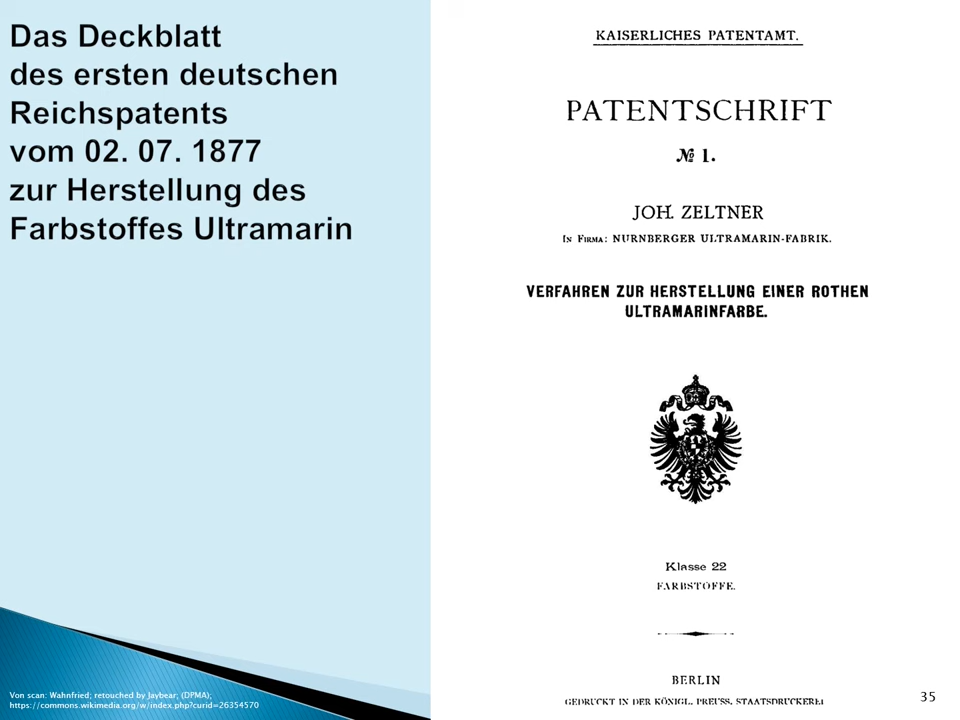 Das Deckblatt
des ersten deutschen
Reichspatents
vom 02. 07. 1877
zur Herstellung des
Farbstoffes Ultramarin
KAISERLICHES PATENTAMT.
PATENTSCHRIFT
№ 1.
JOH. ZELTNER
IN FIRMA: NURNBERGER ULTRAMARIN-FABRIK.
VERFAHREN ZUR HERSTELLUNG EINER ROTHEN
ULTRAMARINFARBE.
Klasse 22
FARBSTOFFE.
BERLIN
GEDRUCKT IN DER KÖNIGL. PREUSS. STAATSDRUCKEREI
Von scan: Wahnfried; retouched by Jaybear; (DPMA);
https://commons.wikimedia.org/w/index.php?curid=26354570
35